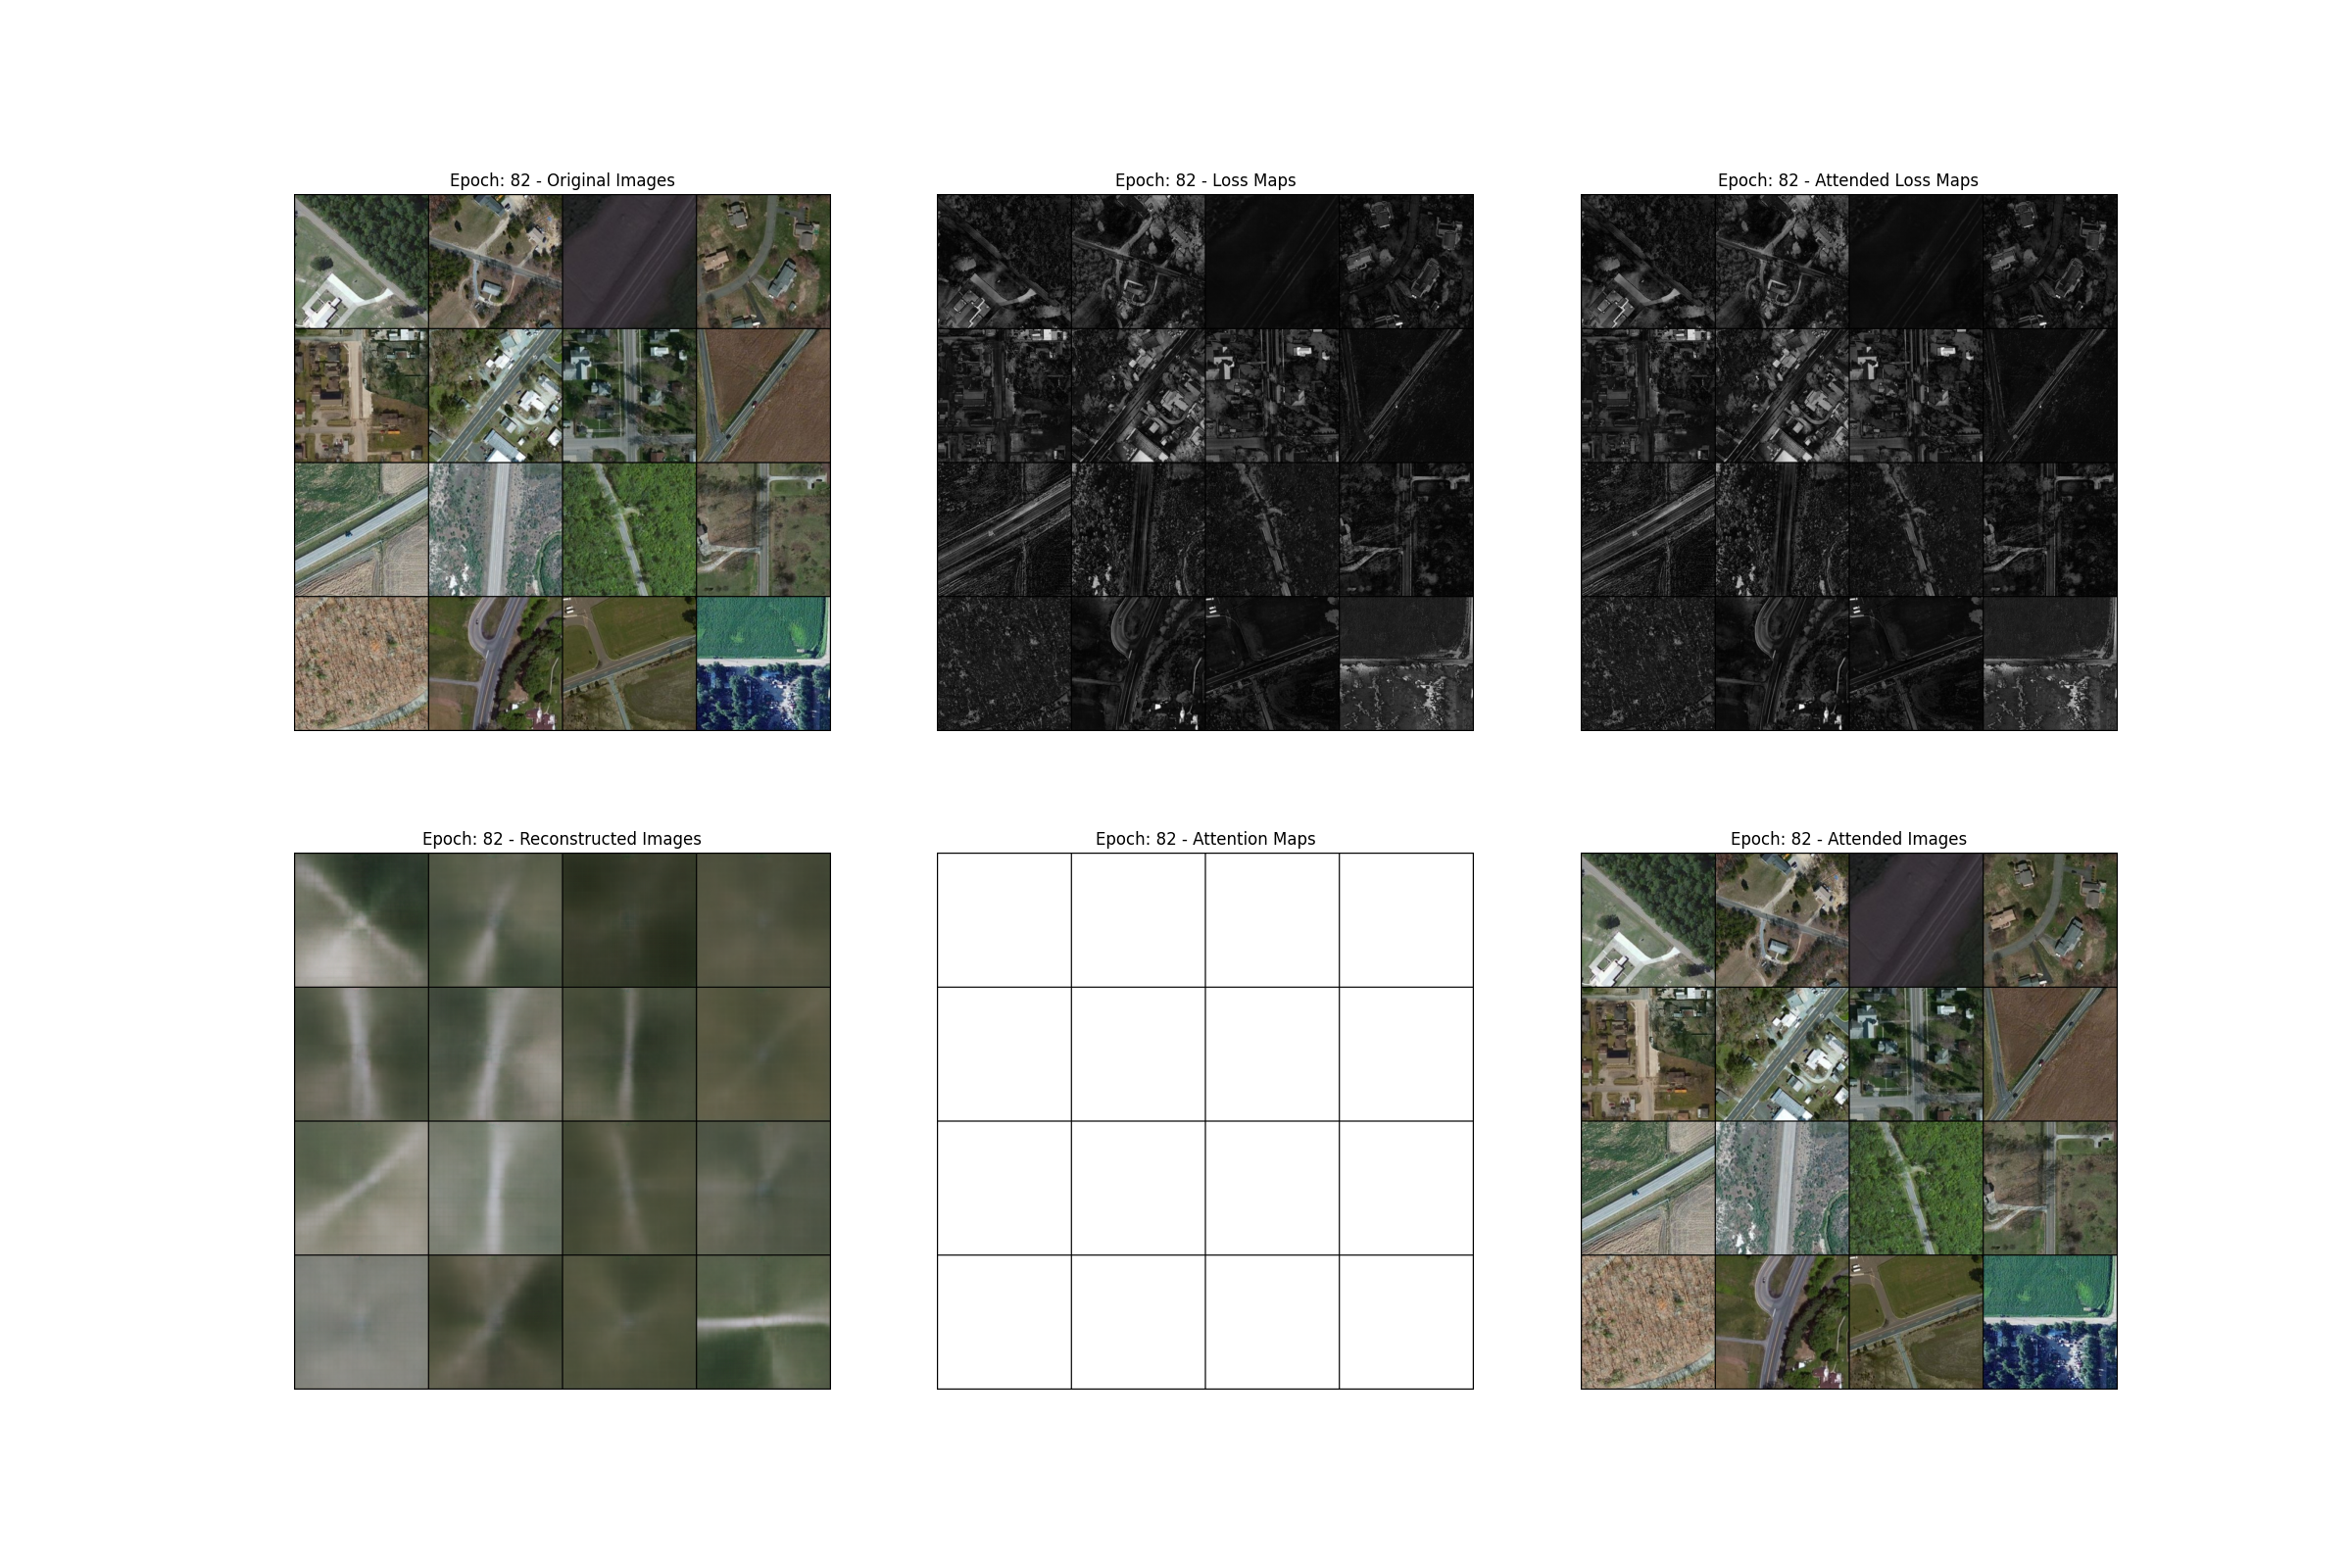 Epoch: 82 - Original Images
Epoch: 82 - Loss Maps
Epoch: 82 - Attended Loss Maps
Epoch: 82 - Reconstructed Images
Epoch: 82 - Attention Maps
Epoch: 82 - Attended Images